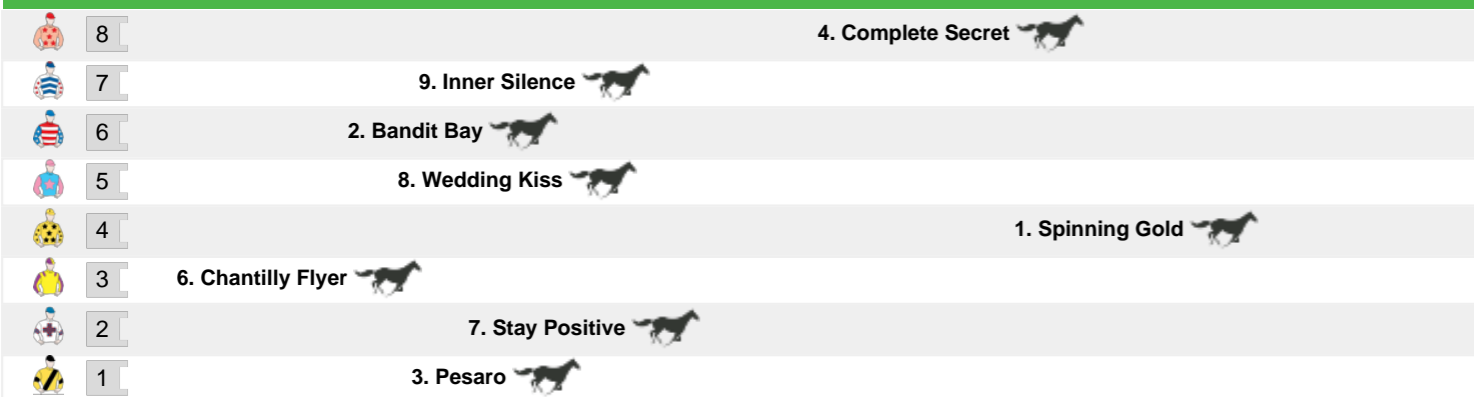 8 4. Complete Secret
7 9. Inner Silence
6 2. Bandit Bay
5 8. Wedding Kiss
4 1. Spinning Gold
3 6. Chantilly Flyer
2 7. Stay Positive
1 3. Pesaro